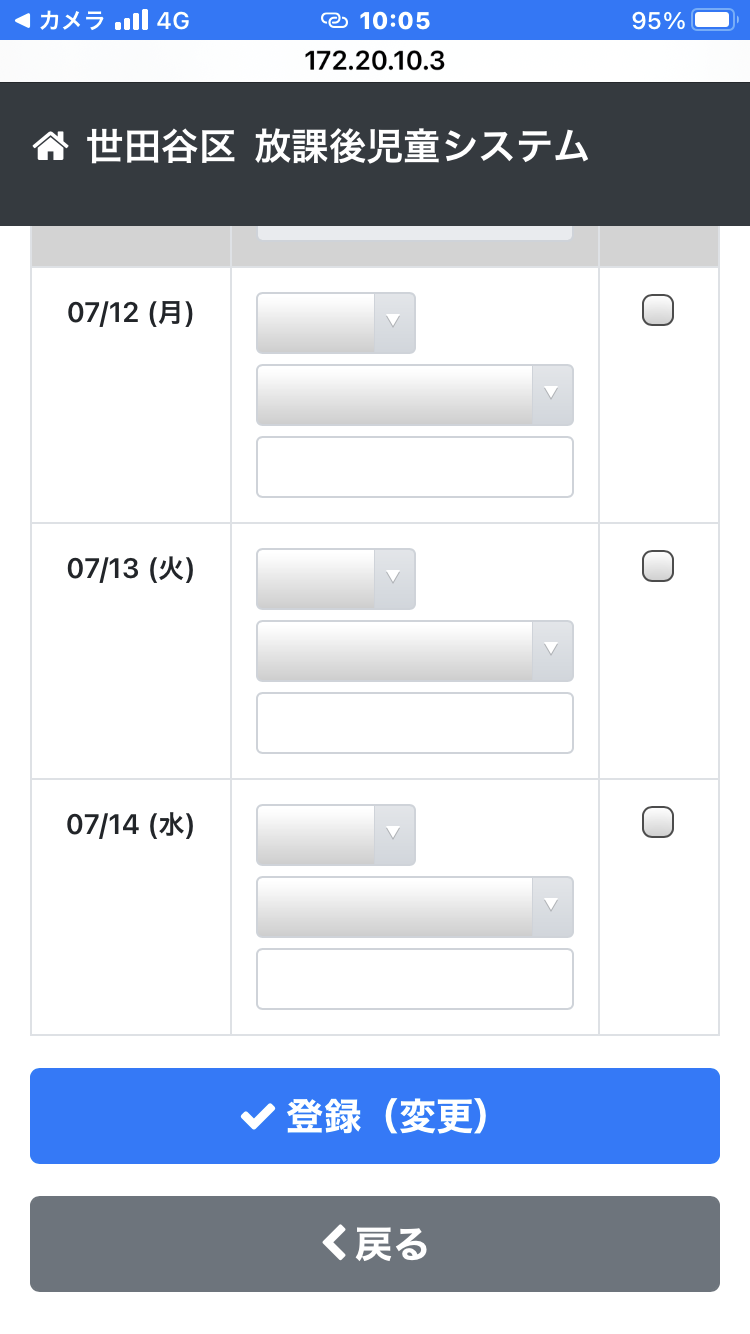 カメラ 4G 10:05 95%
172.20.10.3
世田谷区 放課後児童システム
07/12 (月)
07/13 (火)
07/14 (水)
登録（変更）
戻る